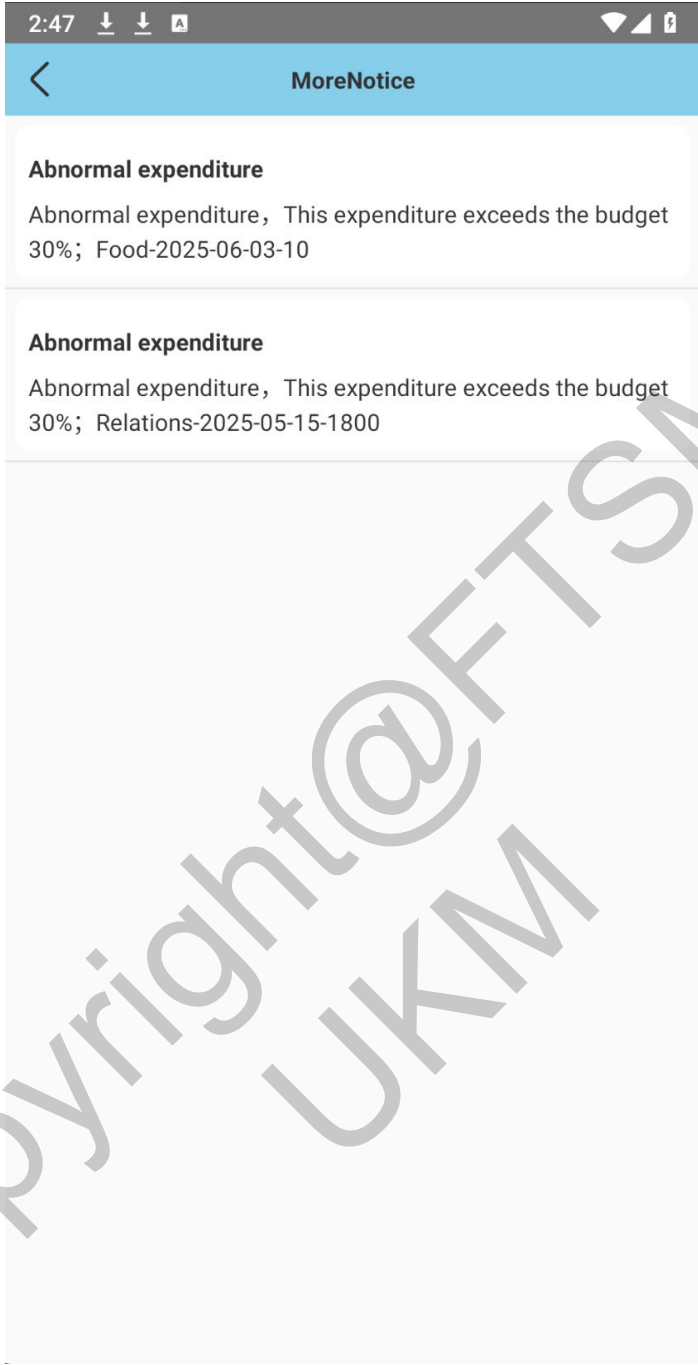 2:47
MoreNotice
Abnormal expenditure
Abnormal expenditure，This expenditure exceeds the budget
30%；Food-2025-06-03-10
Abnormal expenditure
Abnormal expenditure，This expenditure exceeds the budget
30%；Relations-2025-05-15-1800
pyright@FTSM
UKM